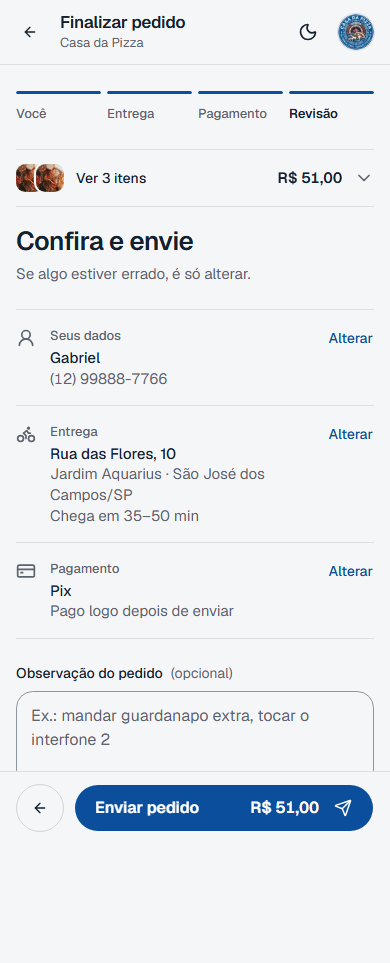 Finalizar pedido
Casa da Pizza
CASA DA PIZZA
Você
Entrega
Pagamento
Revisão
Ver 3 itens
R$ 51,00
Confira e envie
Se algo estiver errado, é só alterar.
Seus dados
Alterar
Gabriel
(12) 99888-7766
Entrega
Alterar
Rua das Flores, 10
Jardim Aquarius · São José dos
Campos/SP
Chega em 35–50 min
Pagamento
Alterar
Pix
Pago logo depois de enviar
Observação do pedido (opcional)
Ex.: mandar guardanapo extra, tocar o
interfone 2
Enviar pedido
R$ 51,00